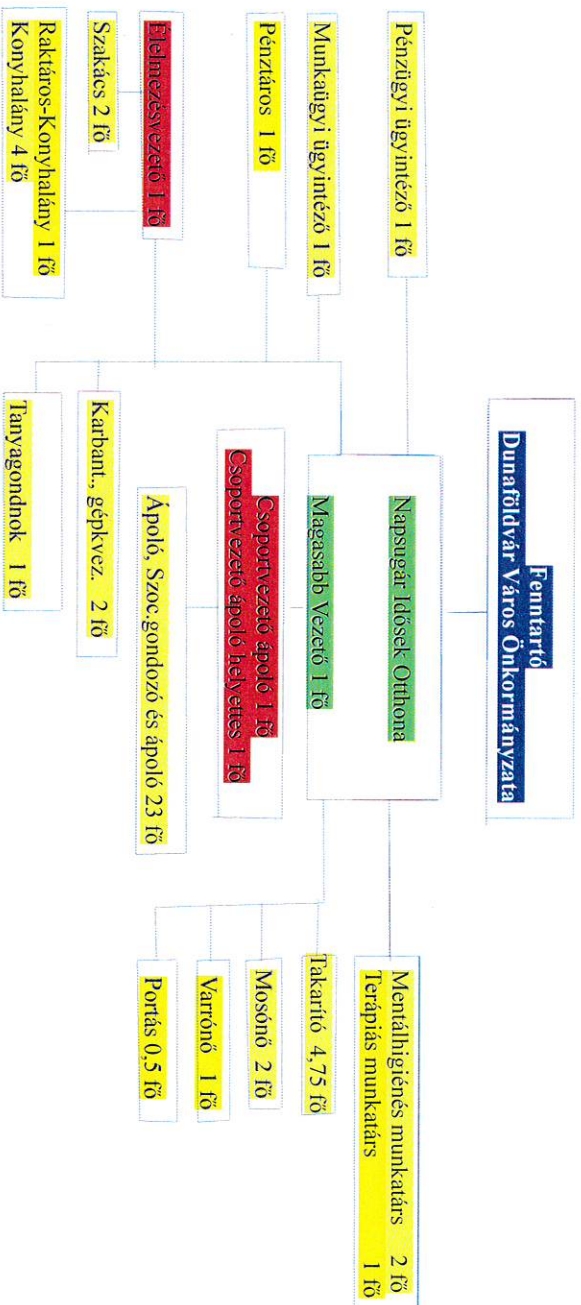 Fenntartó
Dunaföldvár Város Önkormányzata
Napsugár Idősek Otthona
Magasabb Vezető 1 fő
Pénzügyi ügyintéző 1 fő
Munkaügyi ügyintéző 1 fő
Pénztáros 1 fő
Élelmezésvezető 1 fő
Szakács 2 fő
Raktáros-Konyhalány 1 fő
Konyhalány 4 fő
Csoportvezető ápoló 1 fő
Csoportvezető ápoló helyettes 1 fő
Ápoló, Szoc.gondozó és ápoló 23 fő
Karbant., gépkvez. 2 fő
Tanyagondnok 1 fő
Mentálhigiénés munkatárs 2 fő
Terápiás munkatárs 1 fő
Takarító 4,75 fő
Mosónő 2 fő
Varrónő 1 fő
Portás 0,5 fő